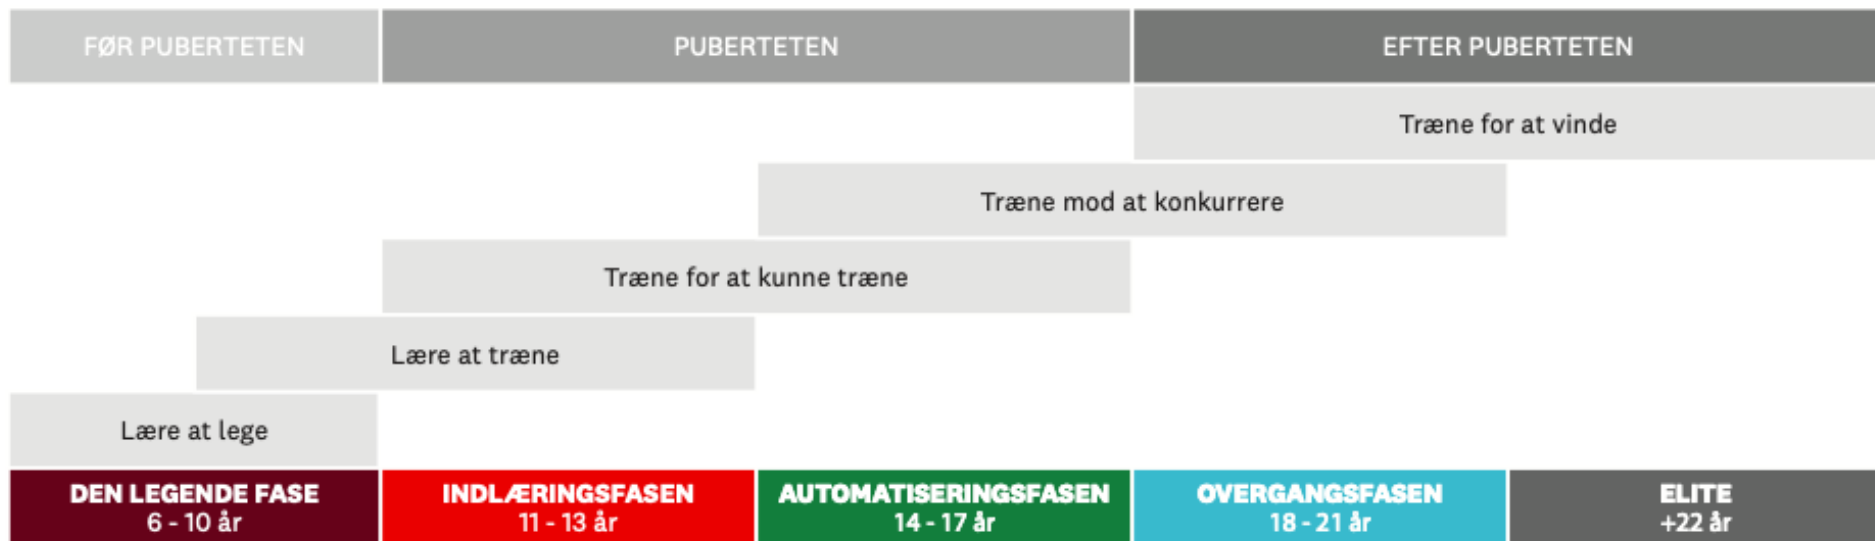 FØR PUBERTETEN
PUBERTETEN
EFTER PUBERTETEN
Træne for at vinde
Træne mod at konkurrere
Træne for at kunne træne
Lære at træne
Lære at lege
DEN LEGENDE FASE
6 - 10 år
INDLÆRINGSFASEN
11 - 13 år
AUTOMATISERINGSFASEN
14 - 17 år
OVERGANGSFASEN
18 - 21 år
ELITE
+22 år